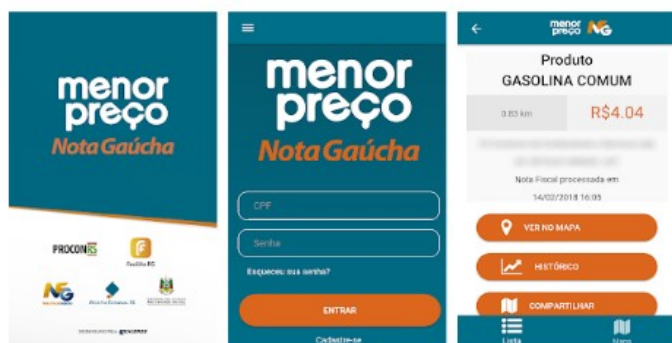 menor
preço
Nota Gaúcha
PROCON RS
NFG
menor
preço
Nota Gaúcha
CPF
Senha
Esqueceu sua senha?
ENTRAR
Cadastre-se
menor
preço NFG
Produto
GASOLINA COMUM
0.83 km
R$4.04
Nota Fiscal processada em
14/02/2018 16:05
VER NO MAPA
HISTÓRICO
COMPARTILHAR
Lista
Mapa